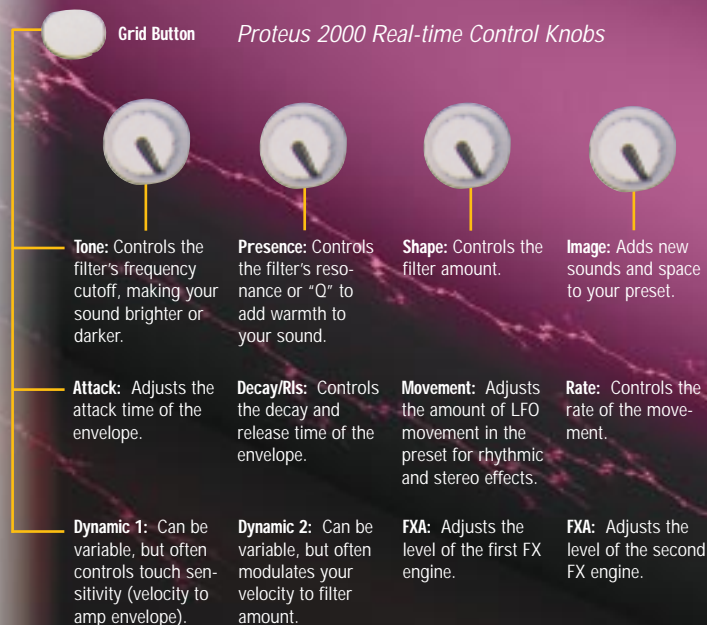 Grid Button
Proteus 2000 Real-time Control Knobs
Tone: Controls the
filter's frequency
cutoff, making your
sound brighter or
darker.
Presence: Controls
the filter's reso-
nance or "Q" to
add warmth to
your sound.
Shape: Controls the
filter amount.
Image: Adds new
sounds and space
to your preset.
Attack: Adjusts the
attack time of the
envelope.
Decay/Rls: Controls
the decay and
release time of the
envelope.
Movement: Adjusts
the amount of LFO
movement in the
preset for rhythmic
and stereo effects.
Rate: Controls the
rate of the move-
ment.
Dynamic 1: Can be
variable, but often
controls touch sen-
sitivity (velocity to
amp envelope).
Dynamic 2: Can be
variable, but often
modulates your
velocity to filter
amount.
FXA: Adjusts the
level of the first FX
engine.
FXA: Adjusts the
level of the second
FX engine.